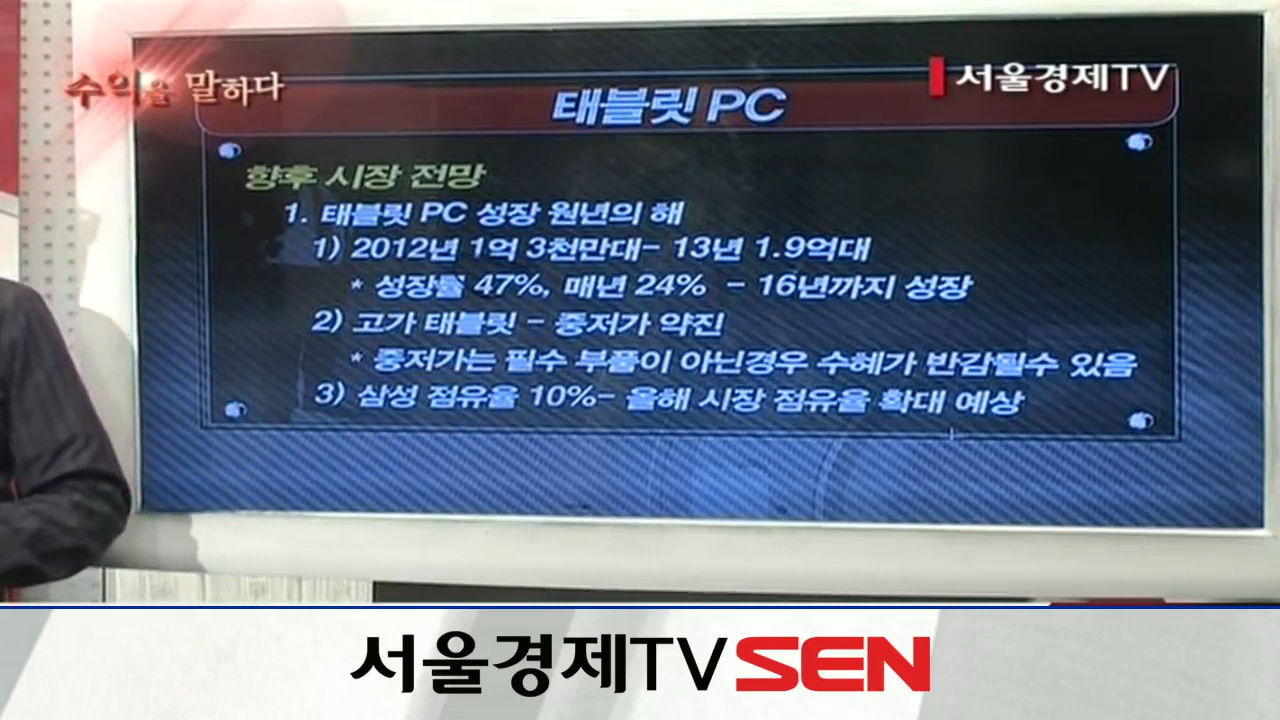 수익을 말하다
서울경제TV
태블릿 PC
향후 시장 전망
1. 태블릿 PC 성장 원년의 해
1) 2012년 1억 3천만대- 13년 1.9억대
* 성장률 47%, 매년 24% - 16년까지 성장
2) 고가 태블릿 - 중저가 약진
* 중저가는 필수 부품이 아닌경우 수혜가 반감될수 있음
3) 삼성 점유율 10%- 올해 시장 점유율 확대 예상
서울경제TV SEN